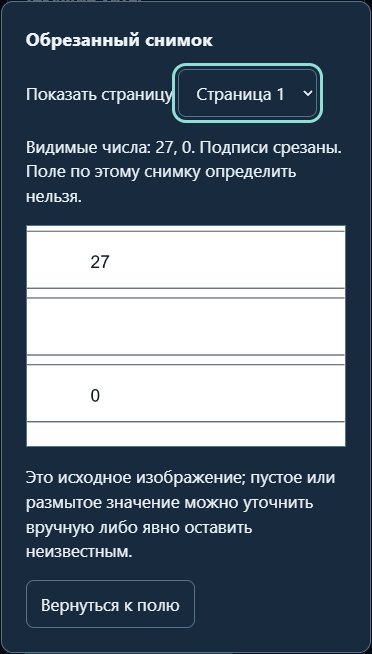 Обрезанный снимок
Показать страницу Страница 1
Видимые числа: 27, 0. Подписи срезаны.
Поле по этому снимку определить
нельзя.
27
0
Это исходное изображение; пустое или
размытое значение можно уточнить
вручную либо явно оставить
неизвестным.
Вернуться к полю